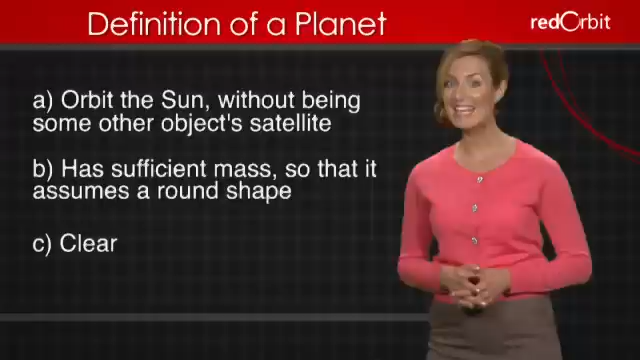 Definition of a Planet
redOrbit
a) Orbit the Sun, without being
some other object's satellite
b) Has sufficient mass, so that it
assumes a round shape
c) Clear